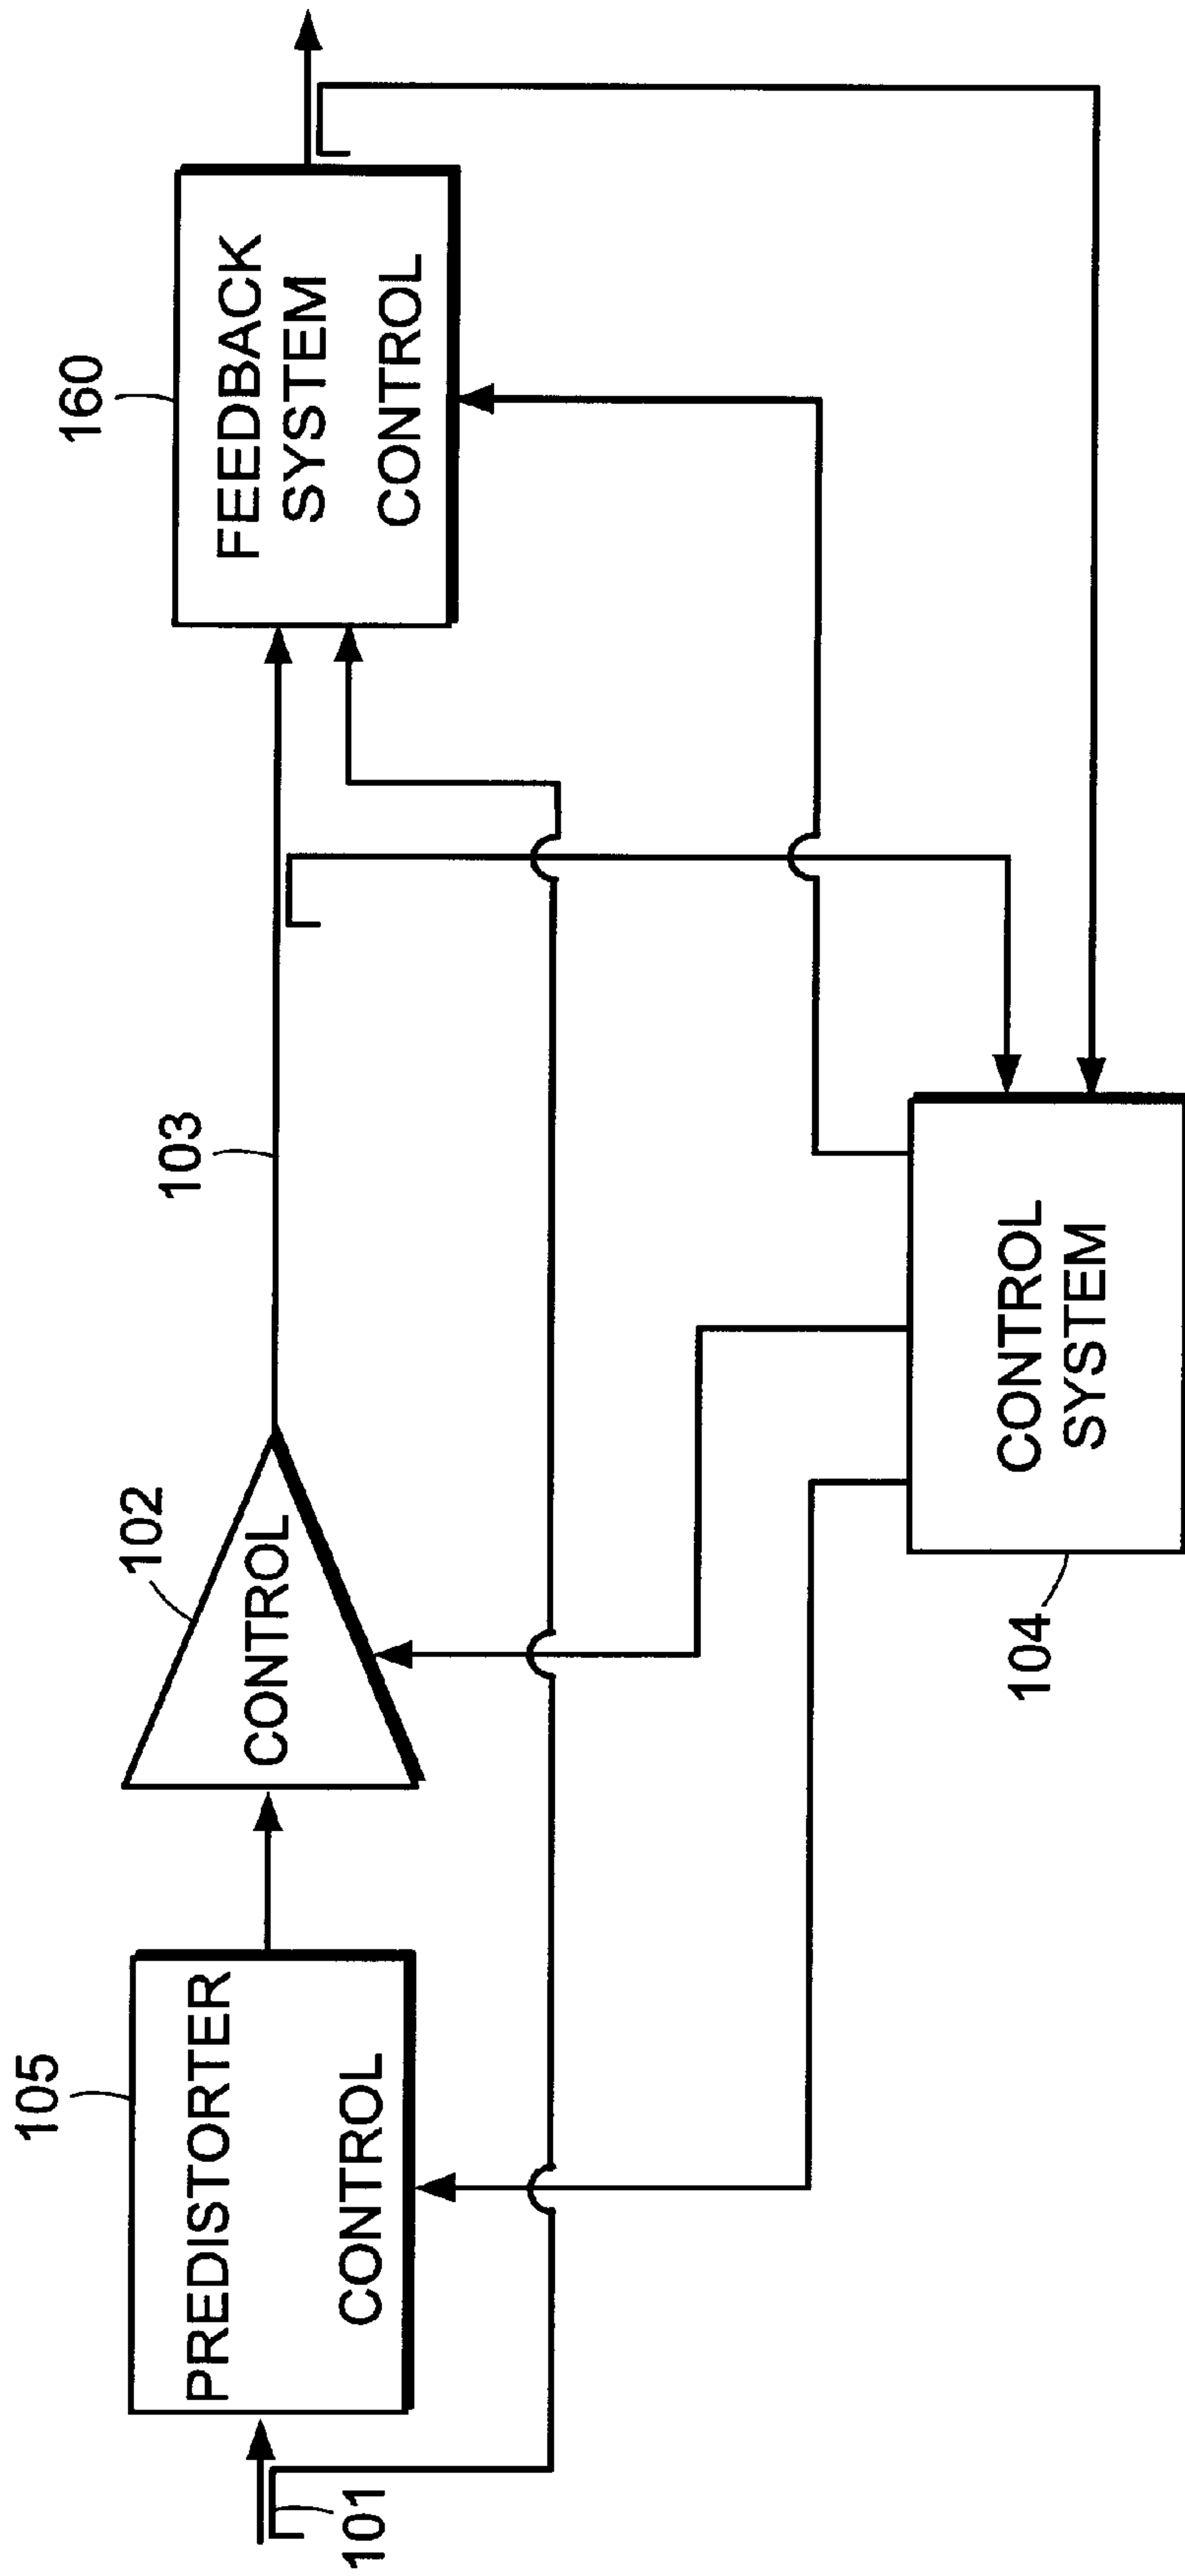 105
PREDISTORTER
CONTROL
101
102
CONTROL
103
160
FEEDBACK
SYSTEM
CONTROL
CONTROL
SYSTEM
104